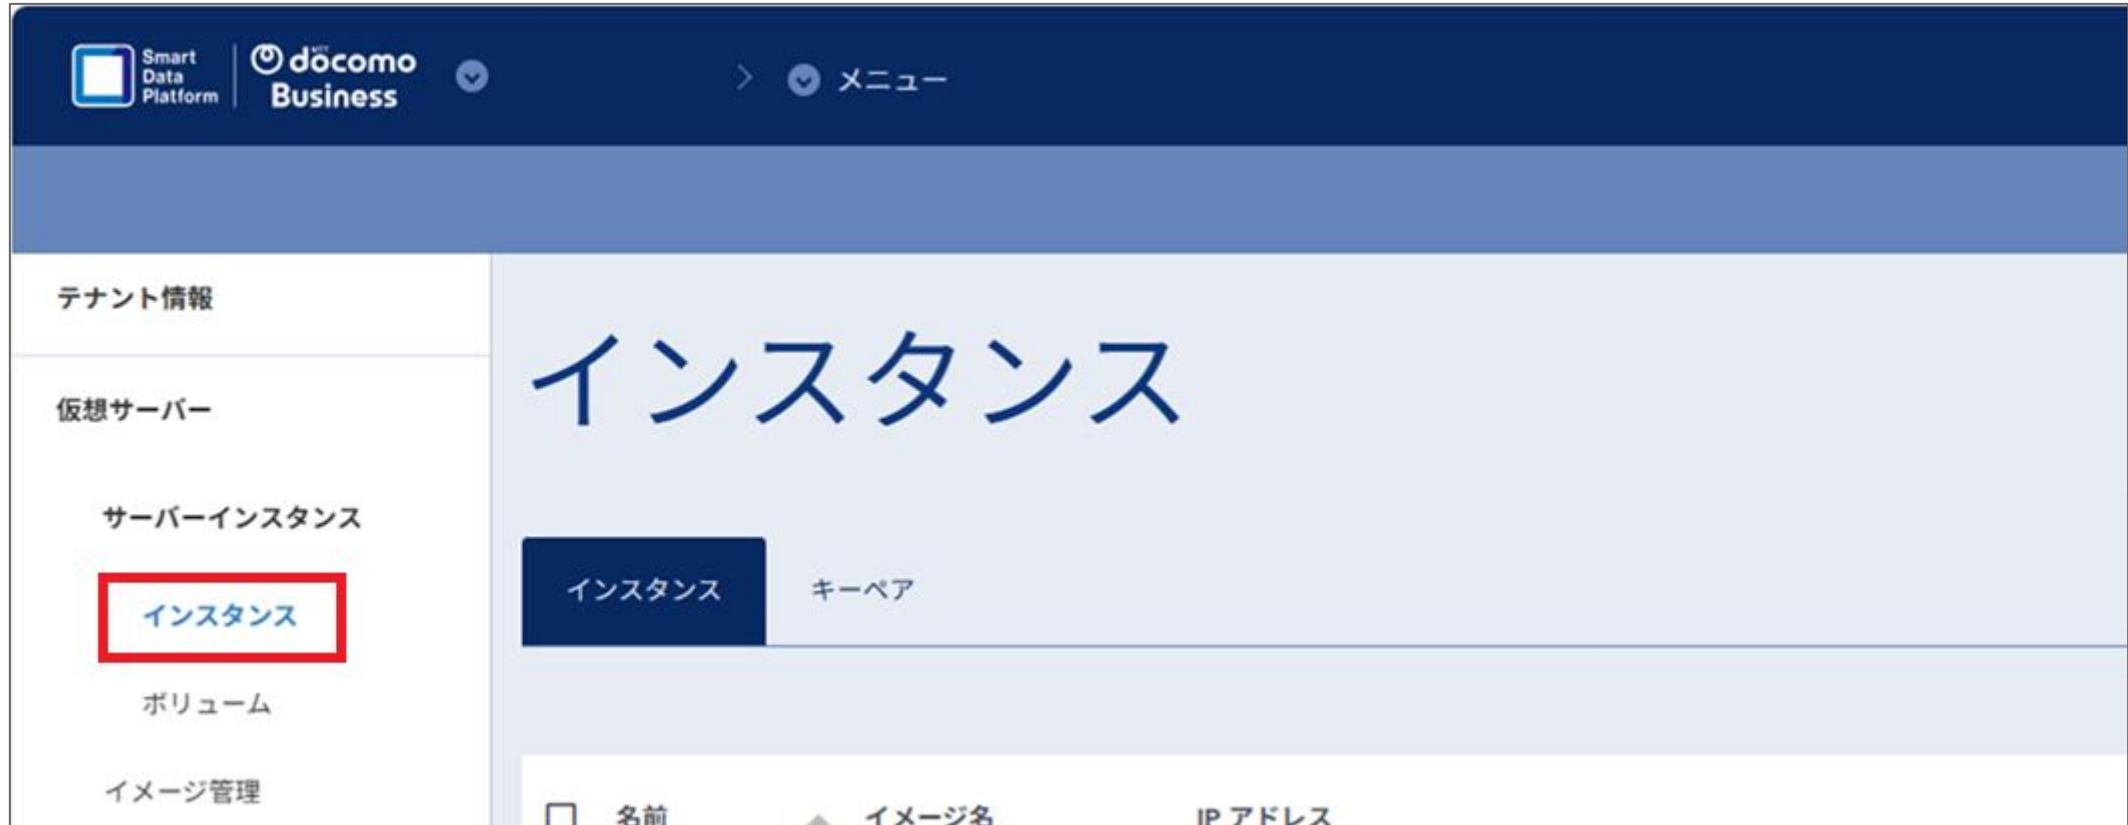 Smart
Data
Platform
NTT
döcomo
Business
メニュー
テナント情報
仮想サーバー
サーバーインスタンス
インスタンス
ボリューム
イメージ管理
インスタンス
インスタンス キーペア
名前 イメージ名 IP アドレス